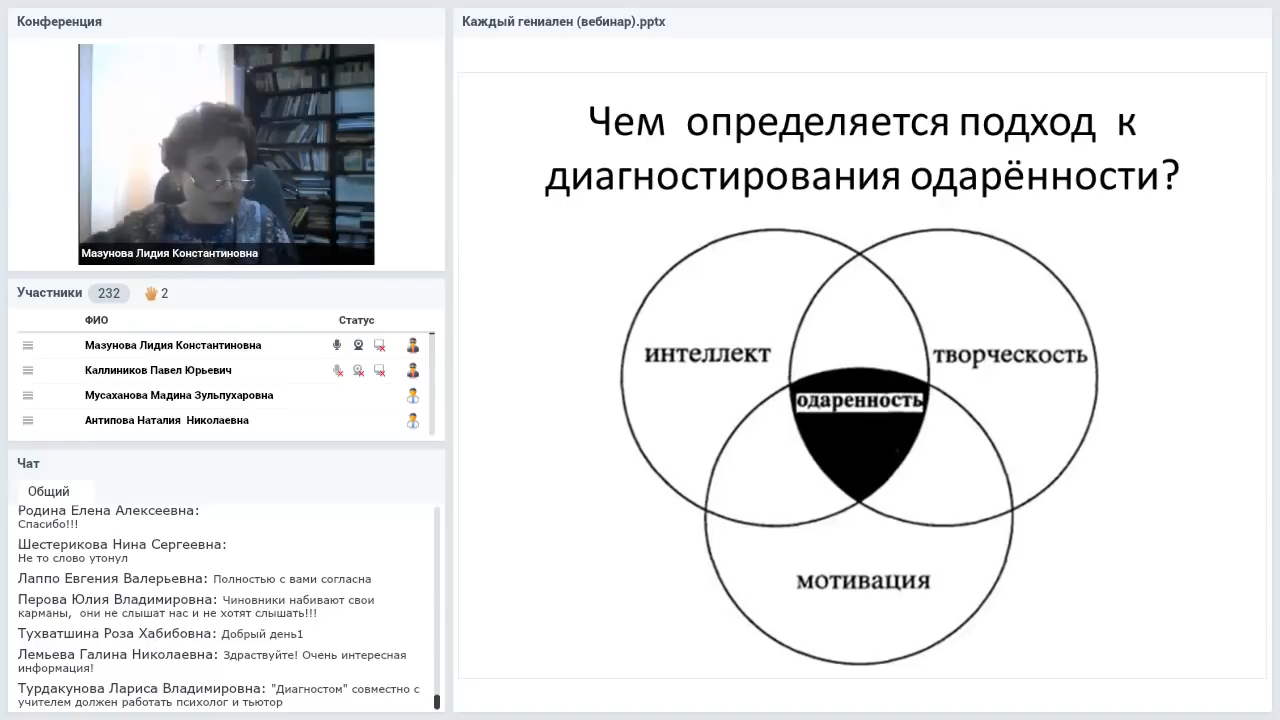 Конференция
Мазунова Лидия Константиновна
Участники 232 2
ФИО Статус
Мазунова Лидия Константиновна
Каллиников Павел Юрьевич
Мусаханова Мадина Зульпухаровна
Антипова Наталия Николаевна
Чат
Общий
Родина Елена Алексеевна:
Спасибо!!!
Шестерикова Нина Сергеевна:
Не то слово утонул
Лаппо Евгения Валерьевна: Полностью с вами согласна
Перова Юлия Владимировна: Чиновники набивают свои
карманы, они не слышат нас и не хотят слышать!!!
Тухватшина Роза Хабибовна: Добрый день1
Лемьева Галина Николаевна: Здраствуйте! Очень интересная
информация!
Турдакунова Лариса Владимировна: "Диагностом" совместно с
учителем должен работать психолог и тьютор
Каждый гениален (вебинар).pptx
Чем определяется подход к
диагностирования одарённости?
интеллект
творческость
одаренность
мотивация